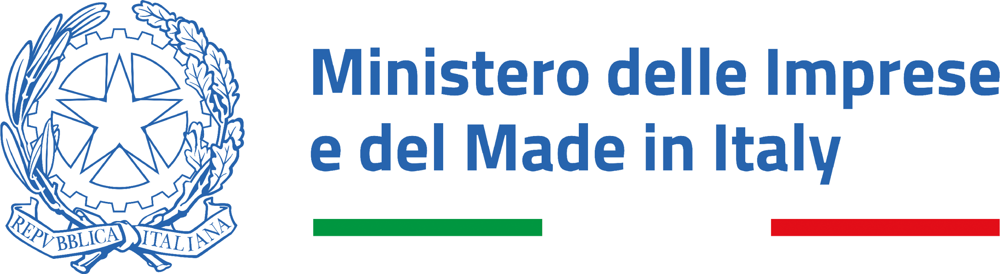 Ministero delle Imprese
e del Made in Italy
REPVBBLICA ITALIANA